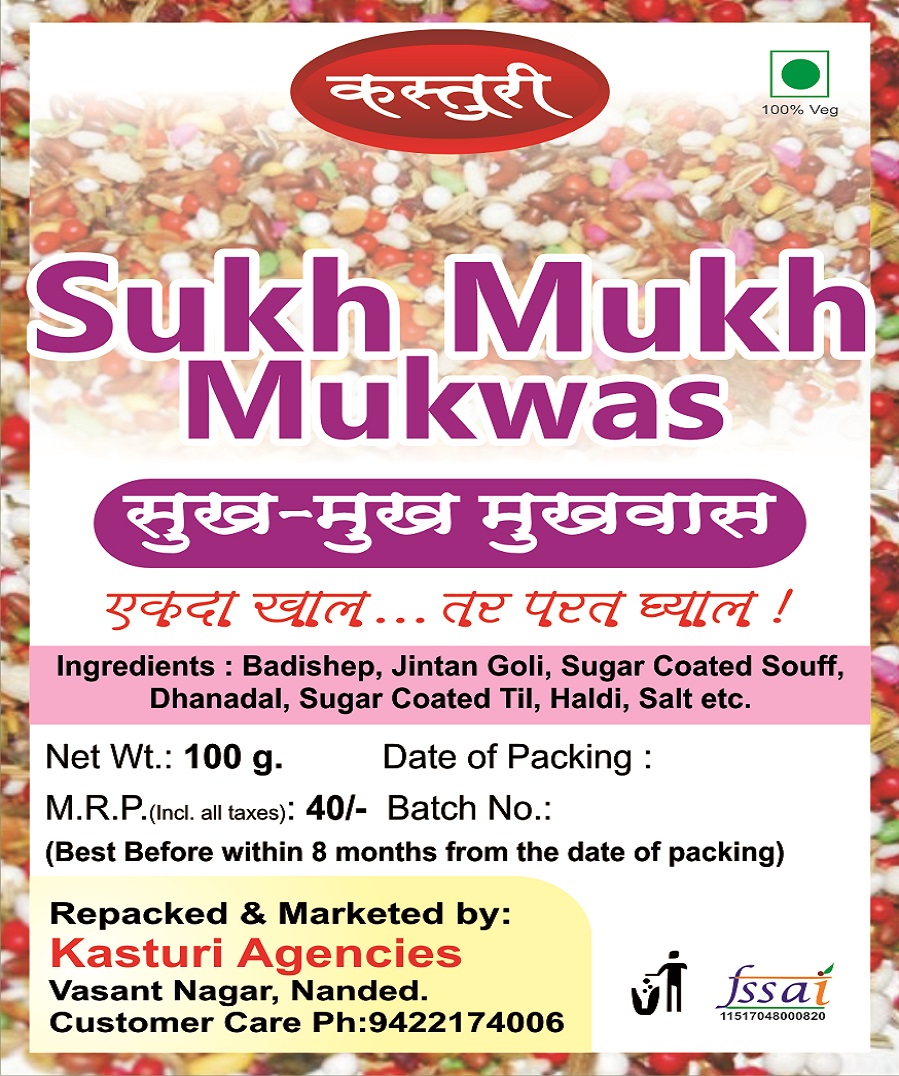 कस्तुरी
100% Veg
Sukh Mukh
Mukwas
सुख-मुख मुखवास
एकदा खाल... तर परत घ्याल !
Ingredients : Badishep, Jintan Goli, Sugar Coated Souff,
Dhanadal, Sugar Coated Til, Haldi, Salt etc.
Net Wt.: 100 g. Date of Packing :
M.R.P.(Incl. all taxes): 40/- Batch No.:
(Best Before within 8 months from the date of packing)
Repacked & Marketed by:
Kasturi Agencies
Vasant Nagar, Nanded.
Customer Care Ph:9422174006
fssai
11517048000820